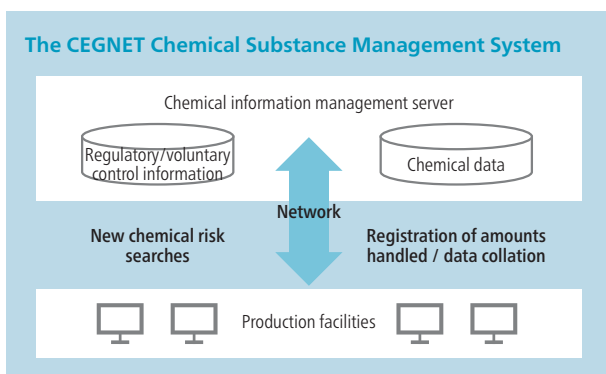 The CEGNET Chemical Substance Management System
Chemical information management server
Regulatory/voluntary
control information
Chemical data
Network
New chemical risk
searches
Registration of amounts
handled / data collation
Production facilities